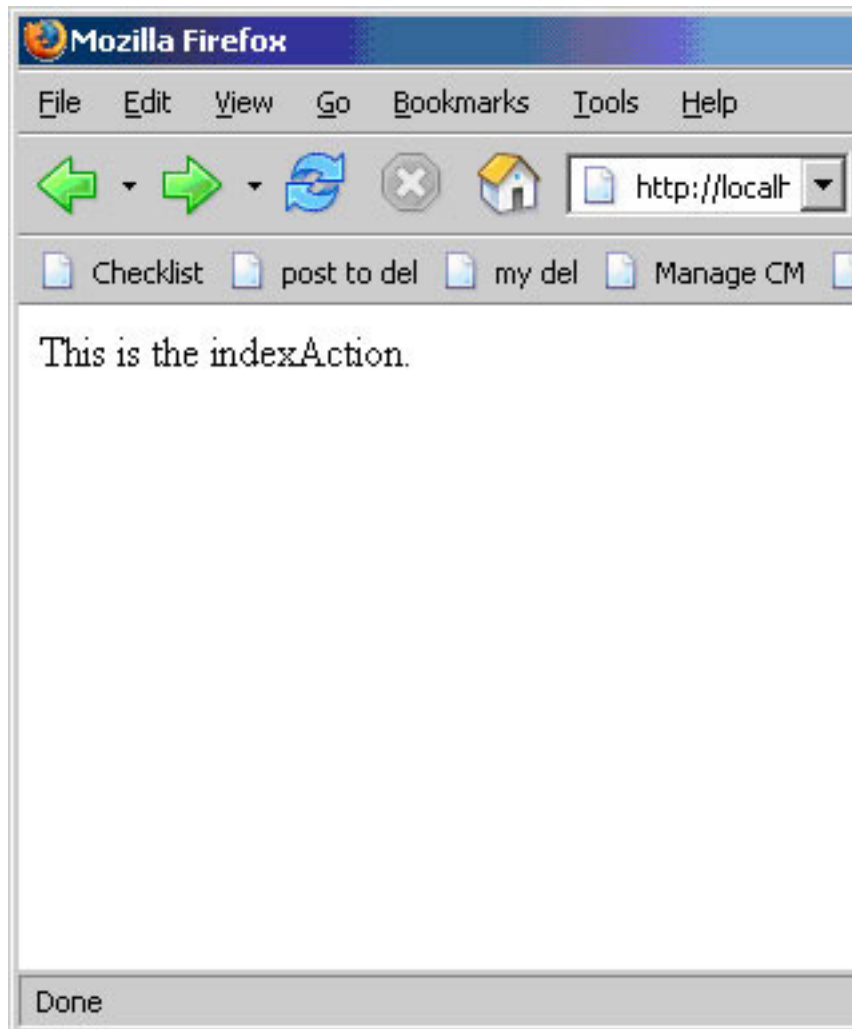 Mozilla Firefox
File Edit View Go Bookmarks Tools Help
http://localh
Checklist post to del my del Manage CM
This is the indexAction.
Done